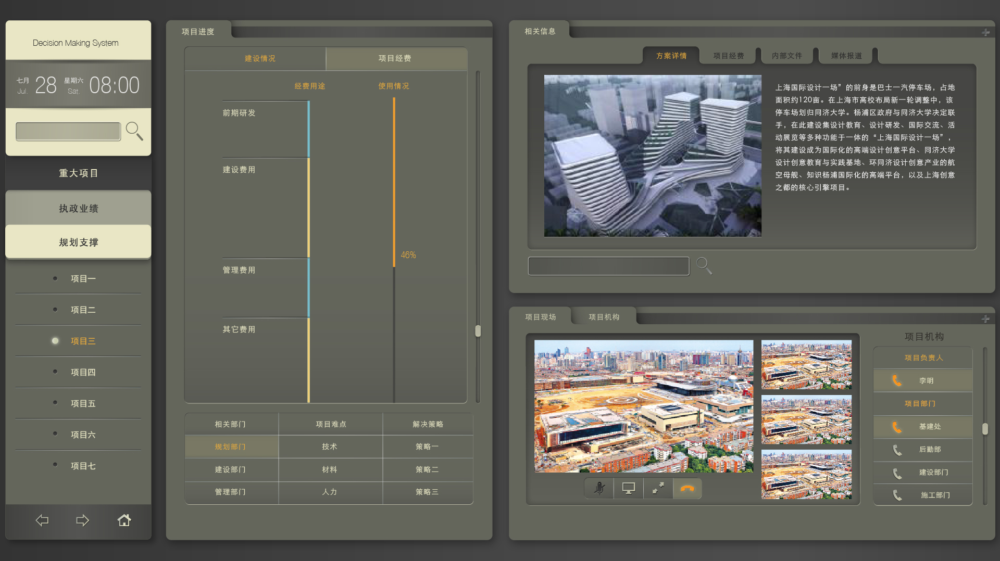 Decision Making System
七月 28 星期六 08:00
Jul. Sat.
重大项目
执政业绩
规划支撑
项目一
项目二
项目三
项目四
项目五
项目六
项目七
项目进度
建设情况 项目经费
经费用途 使用情况
前期研发
建设费用
46%
管理费用
其它费用
相关部门 项目难点 解决策略
规划部门 技术 策略一
建设部门 材料 策略二
管理部门 人力 策略三
相关信息
方案详情 项目经费 内部文件 媒体报道
上海国际设计一场”的前身是巴士一汽停车场，占地
面积约120亩。在上海市高校布局新一轮调整中，该
停车场划归同济大学。杨浦区政府与同济大学决定联
手，在此建设集设计教育、设计研发、国际交流、活
动展览等多种功能于一体的“上海国际设计一场”，
将其建设成为国际化的高端设计创意平台、同济大学
设计创意教育与实践基地、环同济设计创意产业的航
空母舰、知识杨浦国际化的高端平台，以及上海创意
之都的核心引擎项目。
项目现场 项目机构
项目机构
项目负责人
李明
项目部门
基建处
后勤部
建设部门
施工部门